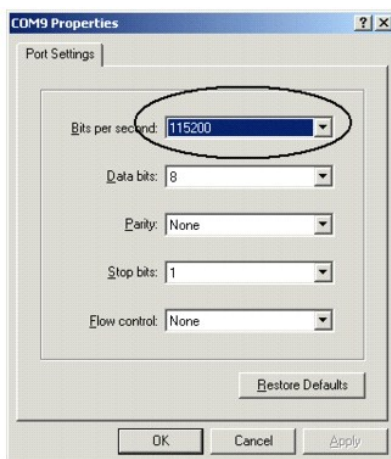 COM9 Properties
Port Settings
Bits per second: 115200
Data bits: 8
Parity: None
Stop bits: 1
Flow control: None
Restore Defaults
OK Cancel Apply